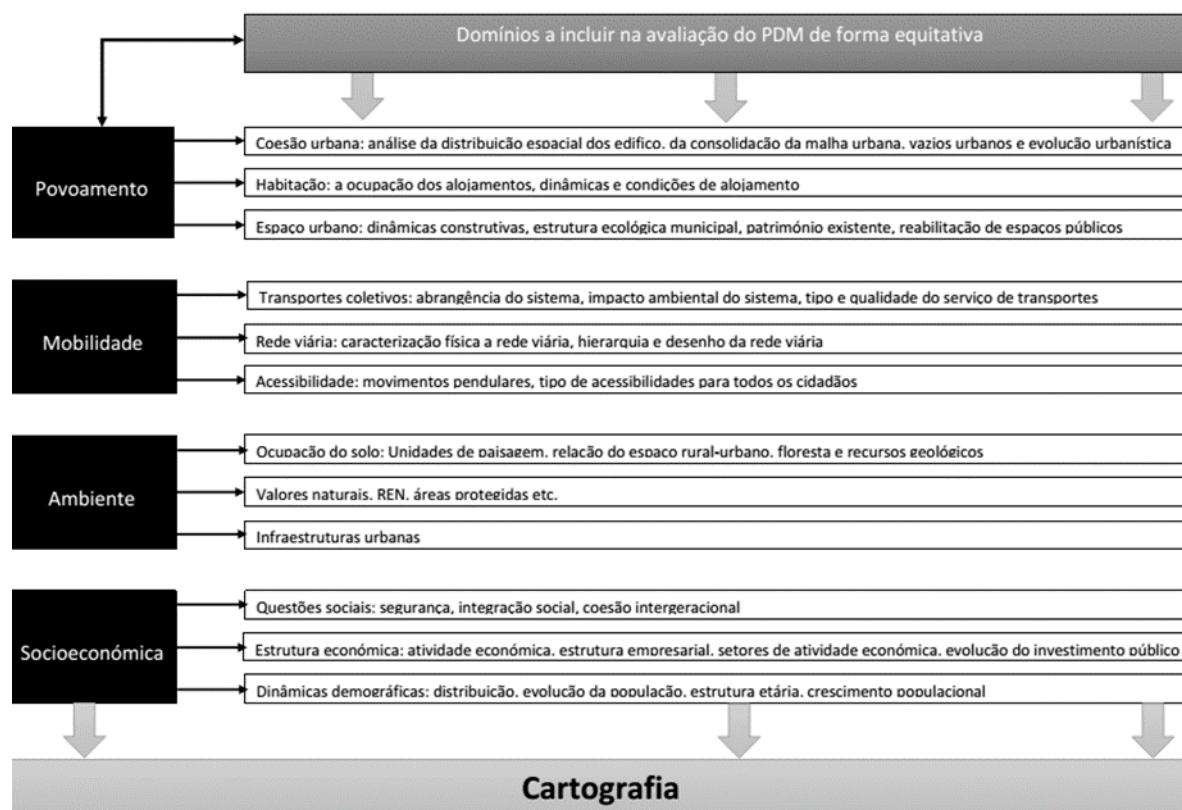 Domínios a incluir na avaliação do PDM de forma equitativa
Povoamento
Coesão urbana: análise da distribuição espacial dos edifico, da consolidação da malha urbana, vazios urbanos e evolução urbanística
Habitação: a ocupação dos alojamentos, dinâmicas e condições de alojamento
Espaço urbano: dinâmicas construtivas, estrutura ecológica municipal, património existente, reabilitação de espaços públicos
Mobilidade
Transportes coletivos: abrangência do sistema, impacto ambiental do sistema, tipo e qualidade do serviço de transportes
Rede viária: caracterização física a rede viária, hierarquia e desenho da rede viária
Acessibilidade: movimentos pendulares, tipo de acessibilidades para todos os cidadãos
Ambiente
Ocupação do solo: Unidades de paisagem, relação do espaço rural-urbano, floresta e recursos geológicos
Valores naturais, REN, áreas protegidas etc.
Infraestruturas urbanas
Socioeconómica
Questões sociais: segurança, integração social, coesão intergeracional
Estrutura económica: atividade económica, estrutura empresarial, setores de atividade económica, evolução do investimento público
Dinâmicas demográficas: distribuição, evolução da população, estrutura etária, crescimento populacional
Cartografia